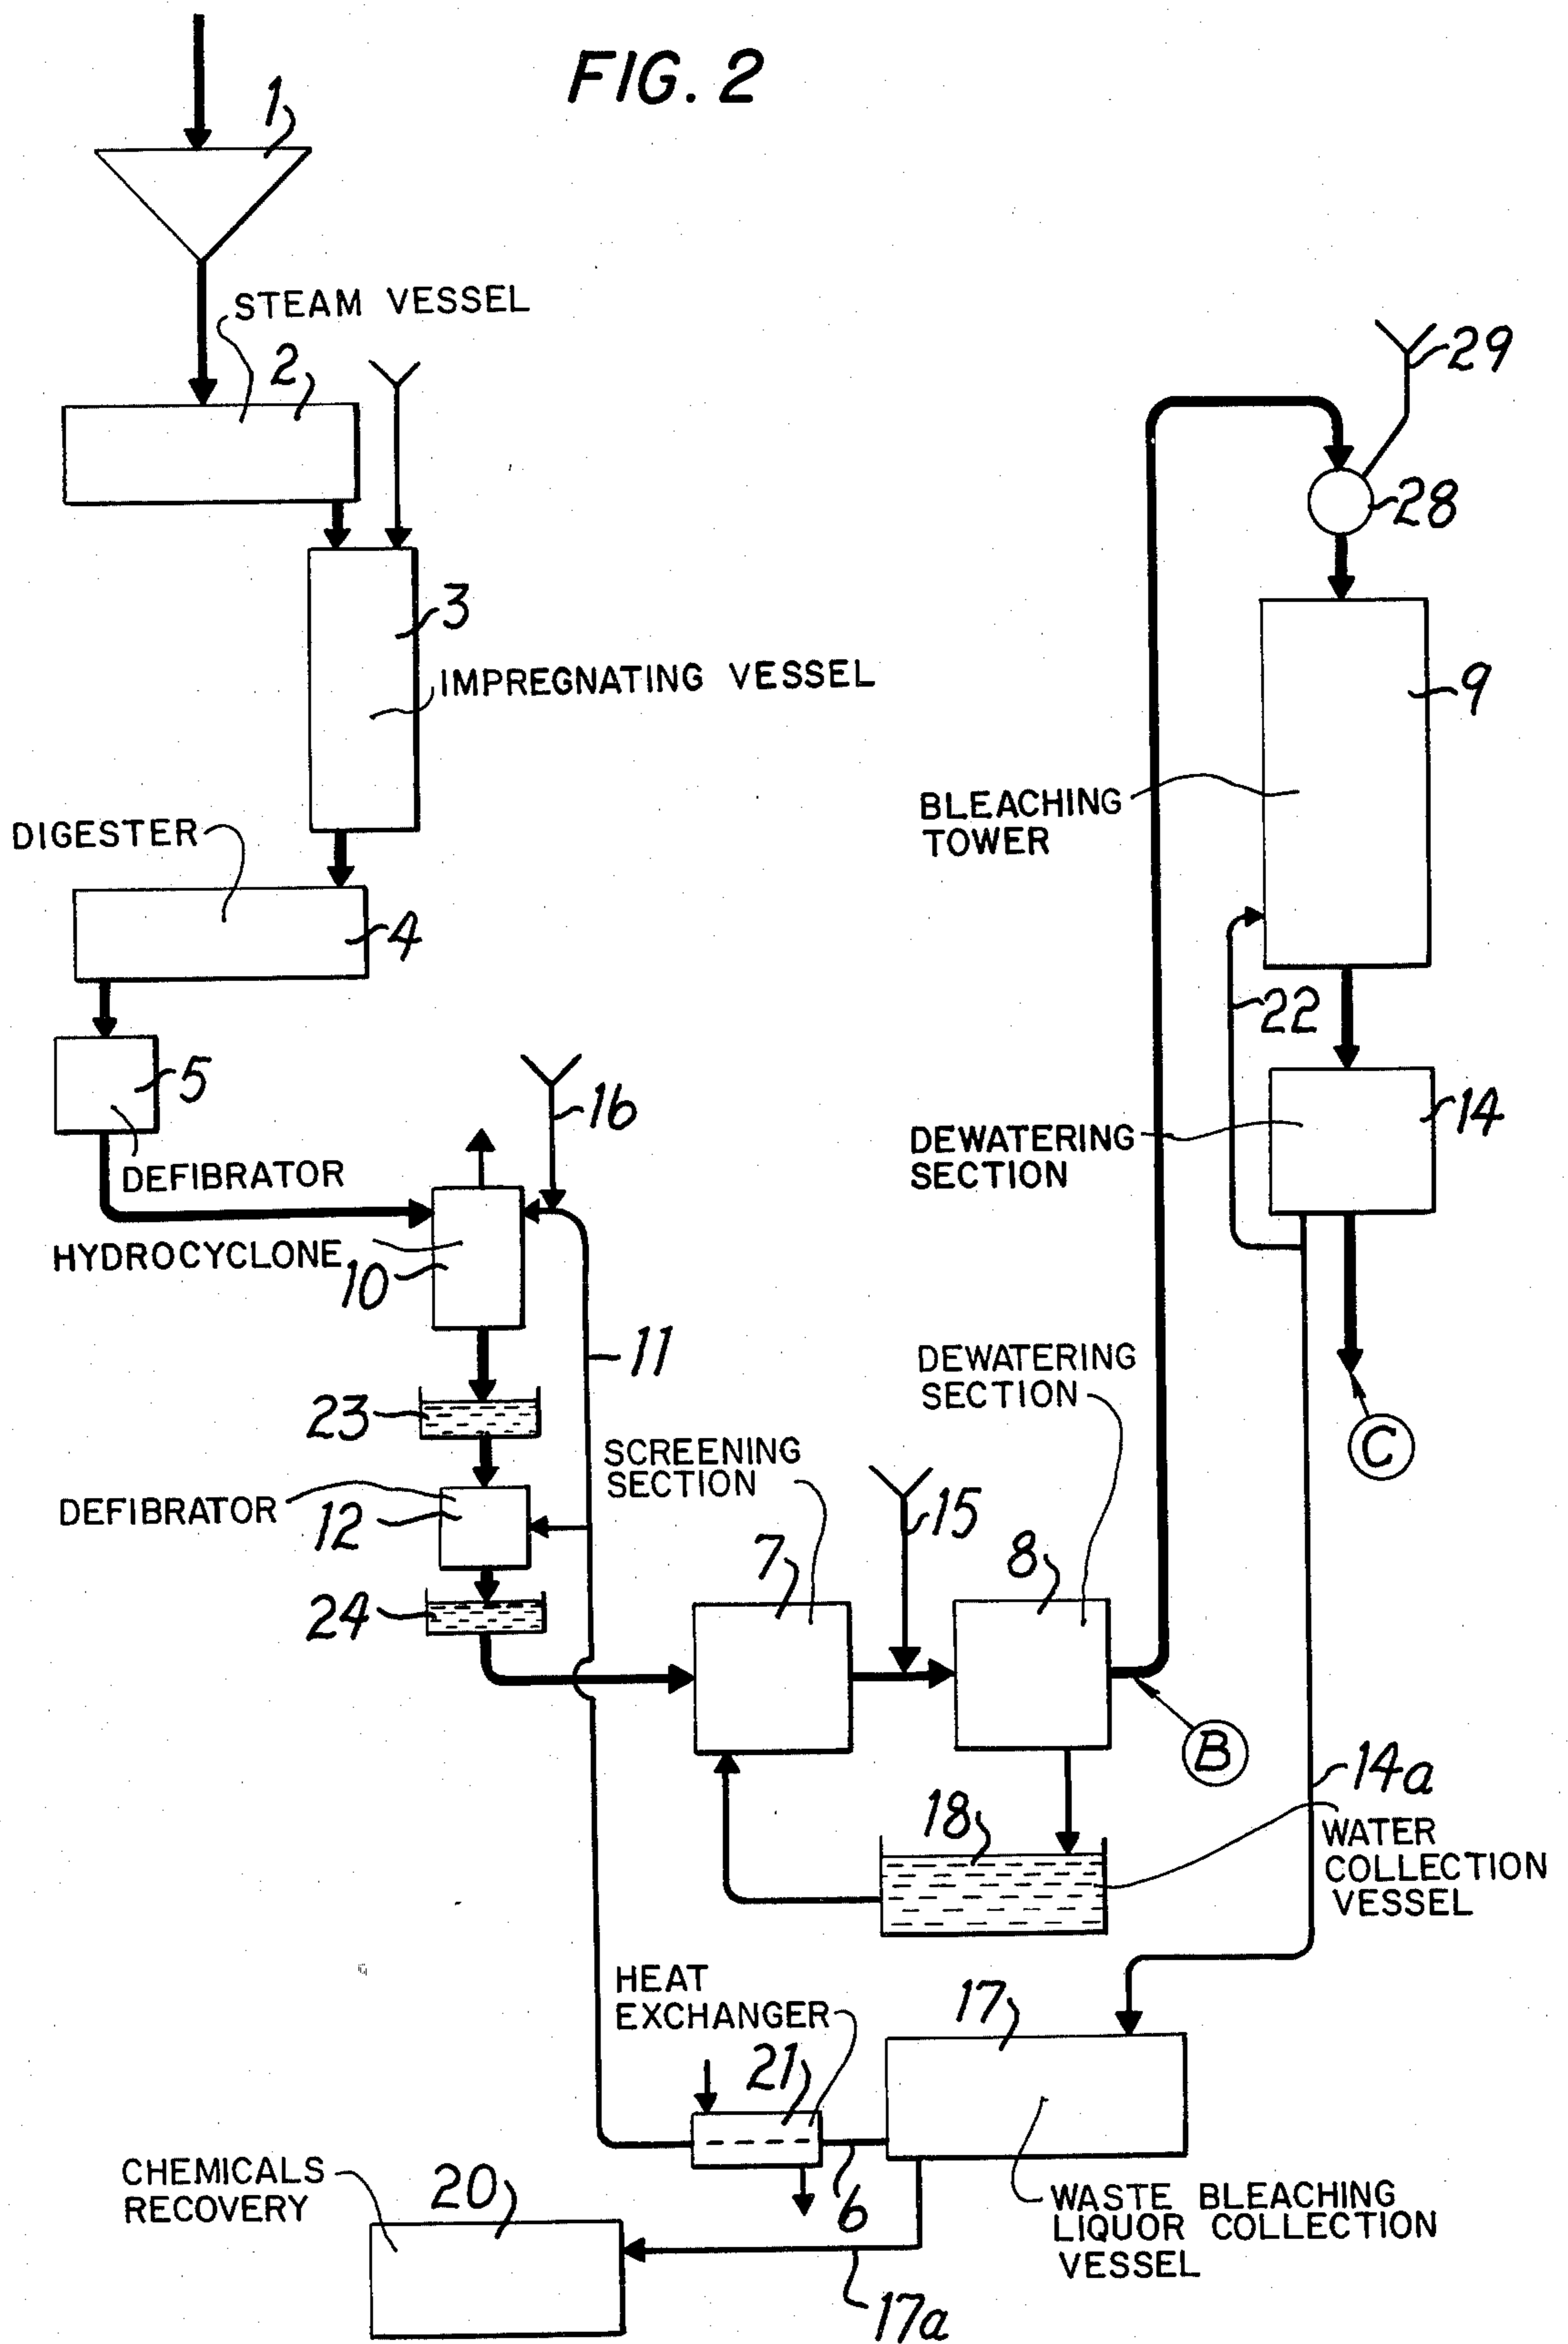 FIG. 2
1
STEAM VESSEL
2
29
28
3
IMPREGNATING VESSEL
9
BLEACHING
TOWER
DIGESTER
4
22
5
16
14
DEFIBRATOR
DEWATERING
SECTION
HYDROCYCLONE
10
11
DEWATERING
SECTION
23
C
SCREENING
SECTION
DEFIBRATOR
12
15
7
8
24
B
14a
18
WATER
COLLECTION
VESSEL
HEAT
EXCHANGER
17
21
CHEMICALS
RECOVERY
20
6
WASTE BLEACHING
LIQUOR COLLECTION
VESSEL
17a